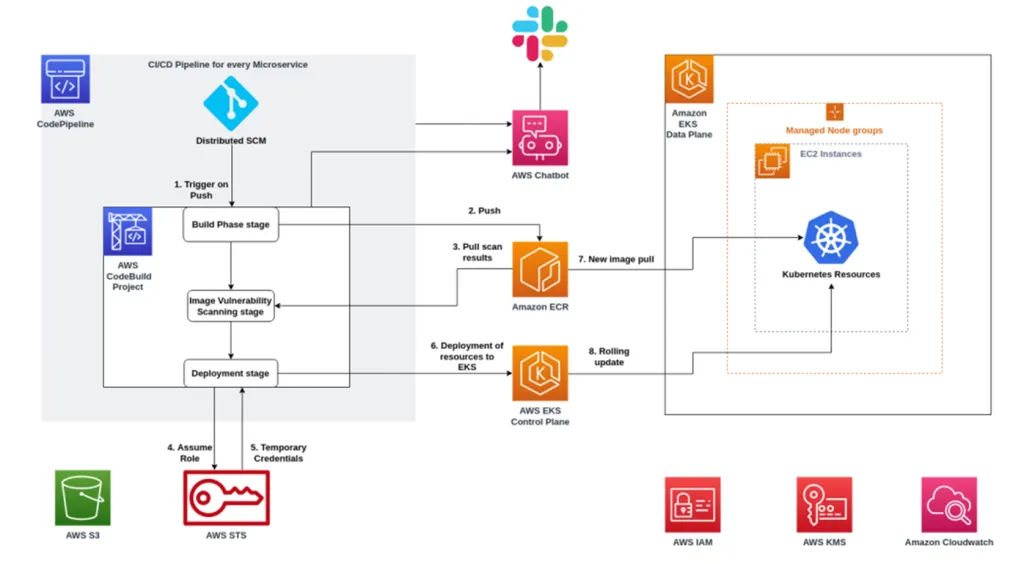 CI/CD Pipeline for every Microservice
AWS
CodePipeline
Distributed SCM
1. Trigger on
Push
Build Phase stage
AWS
CodeBuild
Project
Image Vulnerability
Scanning stage
Deployment stage
4. Assume
Role
5. Temporary
Credentials
AWS S3
AWS STS
AWS Chatbot
2. Push
3. Pull scan
results
Amazon ECR
7. New image pull
6. Deployment of
resources to
EKS
AWS EKS
Control Plane
8. Rolling
update
Amazon
EKS
Data Plane
Managed Node groups
EC2 Instances
Kubernetes Resources
AWS IAM
AWS KMS
Amazon Cloudwatch